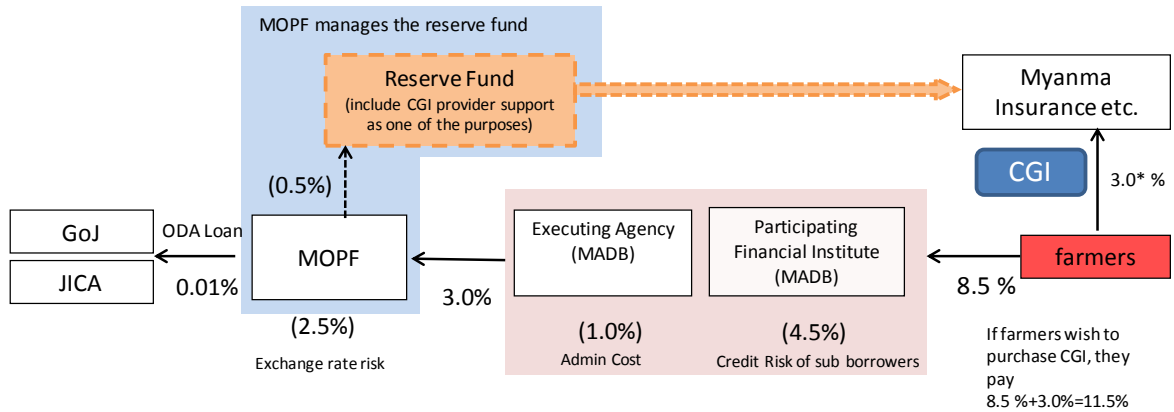 MOPF manages the reserve fund
Reserve Fund
(include CGI provider support
as one of the purposes)
Myanma
Insurance etc.
CGI
3.0* %
(0.5%)
GoJ
JICA
ODA Loan
0.01%
MOPF
3.0%
Executing Agency
(MADB)
Participating
Financial Institute
(MADB)
farmers
8.5 %
(2.5%)
Exchange rate risk
(1.0%)
Admin Cost
(4.5%)
Credit Risk of sub borrowers
If farmers wish to
purchase CGI, they
pay
8.5 %+3.0%=11.5%